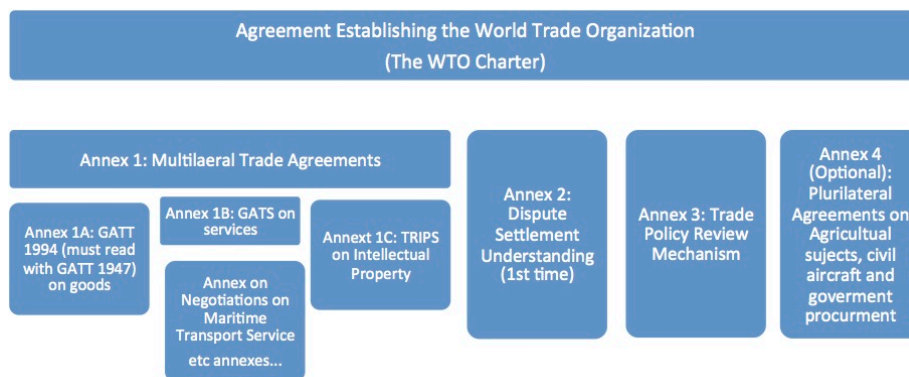 Agreement Establishing the World Trade Organization
(The WTO Charter)
Annex 1: Multilaeral Trade Agreements
Annex 1A: GATT
1994 (must read
with GATT 1947)
on goods
Annex 1B: GATS on
services
Annex on
Negotiations on
Maritime
Transport Service
etc annexes...
Annext 1C: TRIPS
on Intellectual
Property
Annex 2:
Dispute
Settlement
Understanding
(1st time)
Annex 3: Trade
Policy Review
Mechanism
Annex 4
(Optional):
Plurilateral
Agreements on
Agricultual
sujects, civil
aircraft and
goverment
procurment